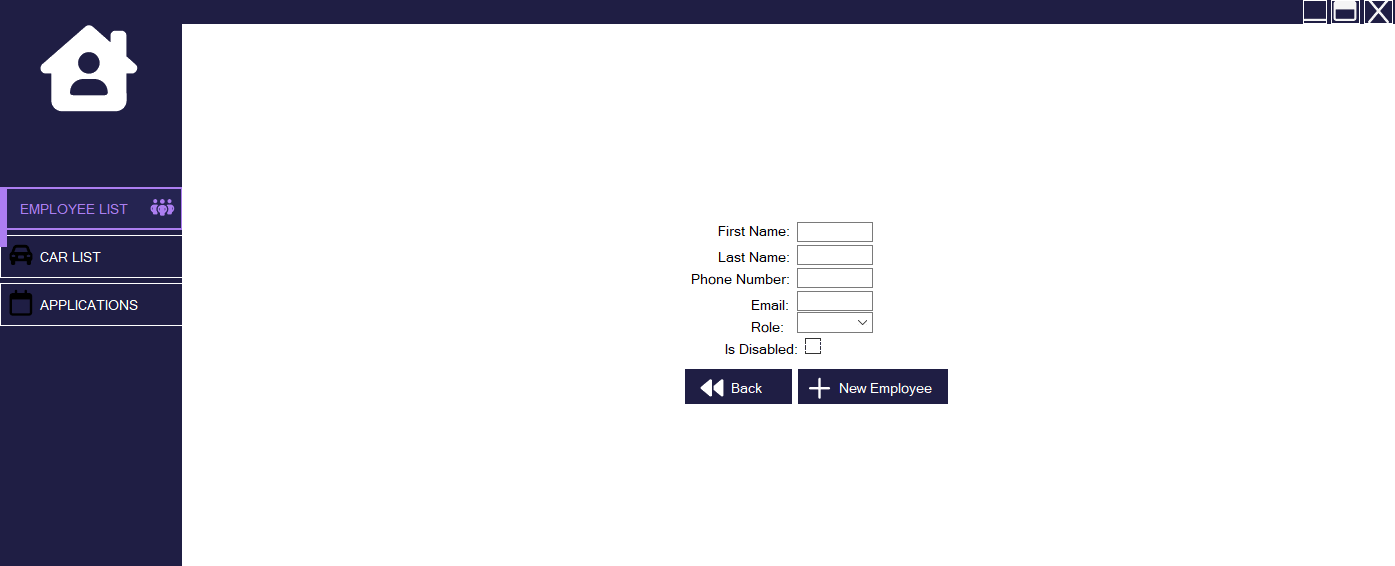 EMPLOYEE LIST
CAR LIST
APPLICATIONS
First Name:
Last Name:
Phone Number:
Email:
Role:
Is Disabled:
Back
New Employee